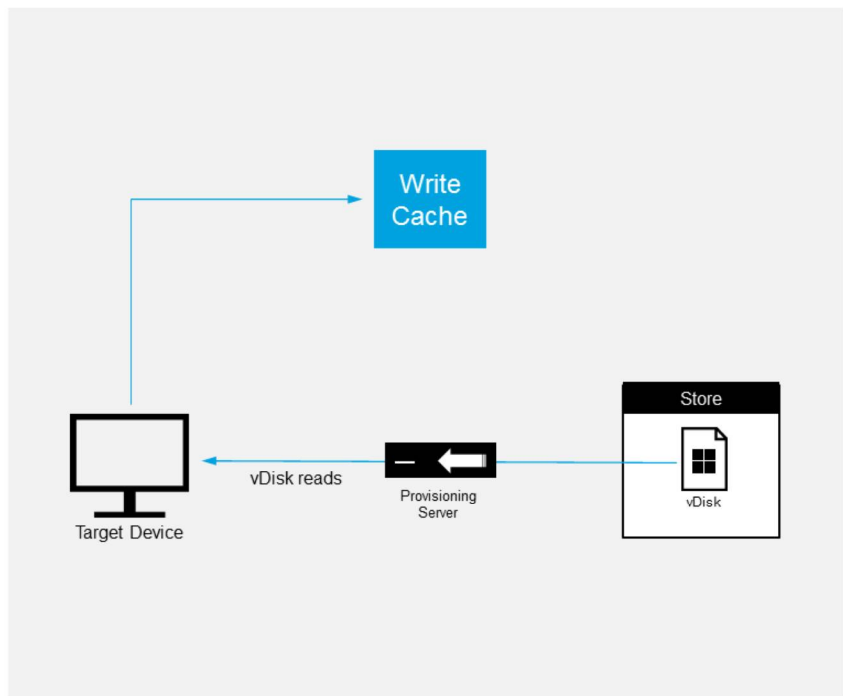 Write
Cache
Store
vDisk
vDisk reads
Provisioning
Server
Target Device